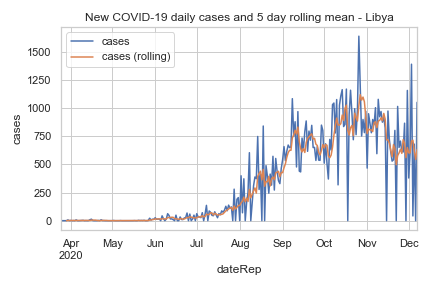 New COVID-19 daily cases and 5 day rolling mean - Libya
cases
cases (rolling)
1500
1250
1000
750
500
250
0
cases
Apr May Jun Jul Aug Sep Oct Nov Dec
2020
dateRep